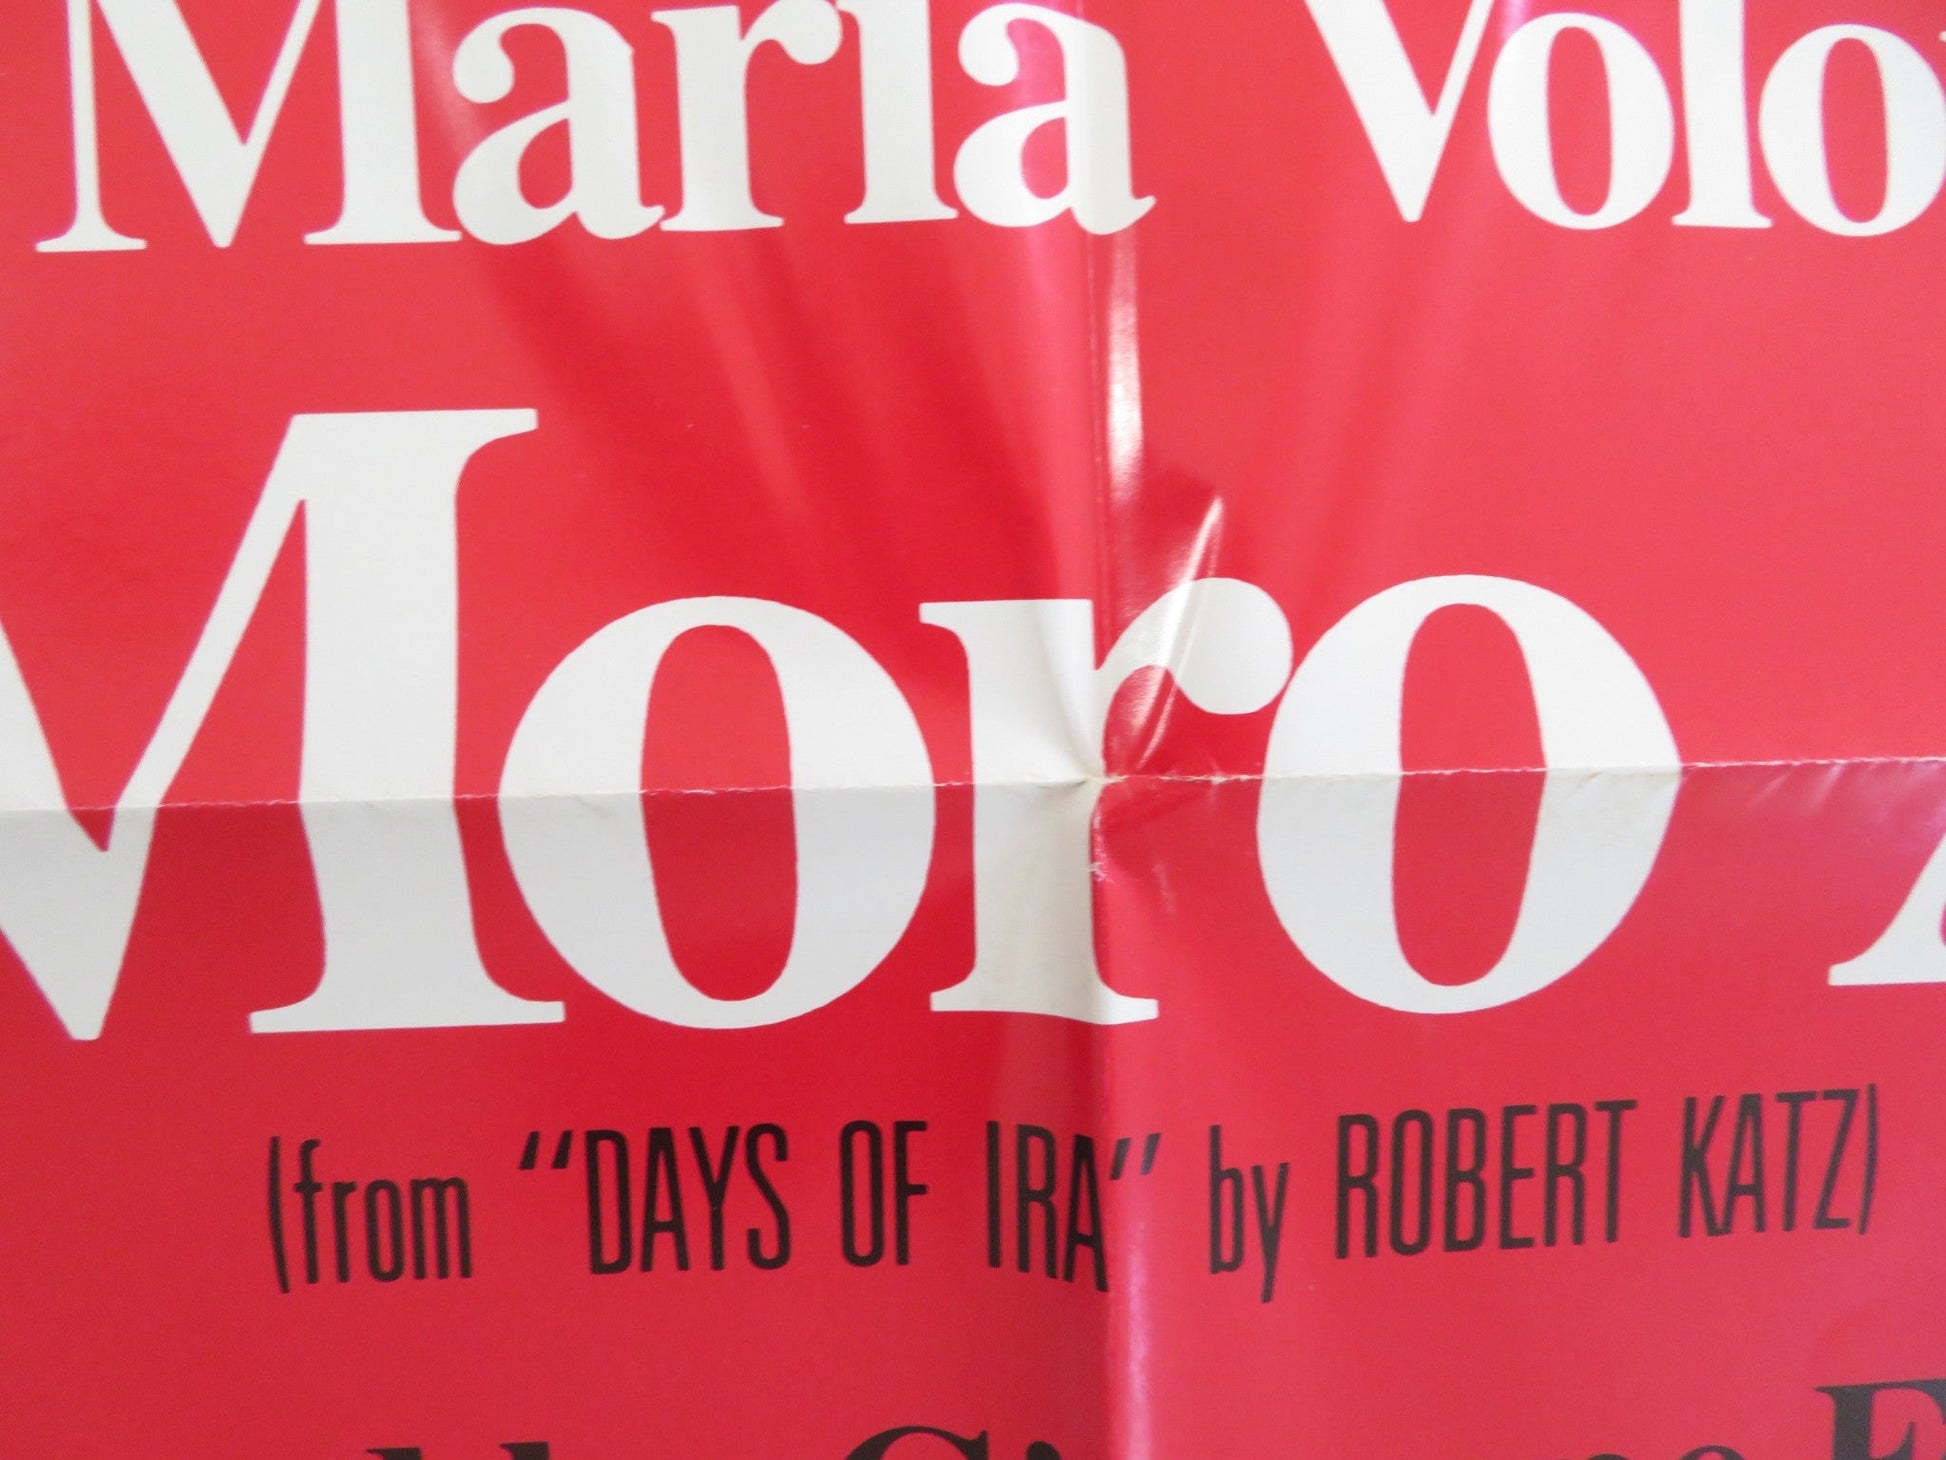 Maria Volo
Moro
(from "DAYS OF IRA" by ROBERT KATZ)